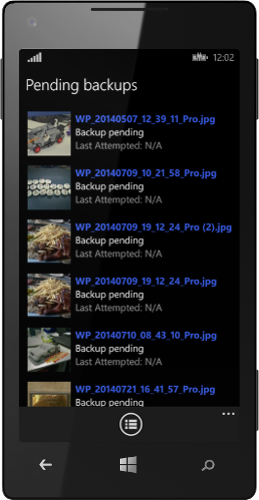 12:02
Pending backups
WP_20140507_12_39_11_Pro.jpg
Backup pending
Last Attempted: N/A
WP_20140709_10_21_58_Pro.jpg
Backup pending
Last Attempted: N/A
WP_20140709_19_12_24_Pro (2).jpg
Backup pending
Last Attempted: N/A
WP_20140709_19_12_24_Pro.jpg
Backup pending
Last Attempted: N/A
WP_20140710_08_43_10_Pro.jpg
Backup pending
Last Attempted: N/A
WP_20140721_16_41_57_Pro.jpg
Backup pending